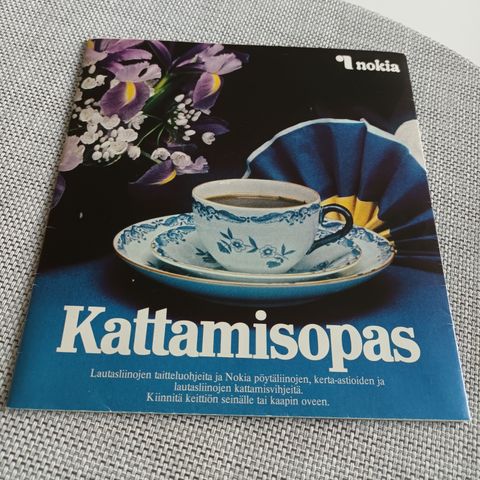 nokia
Kattamisopas
Lautasliinojen taitteluohjeita ja Nokia pöytäliinojen, kerta-astioiden ja
lautasliinojen kattamisvihjeitä.
Kiinnitä keittiön seinälle tai kaapin oveen.